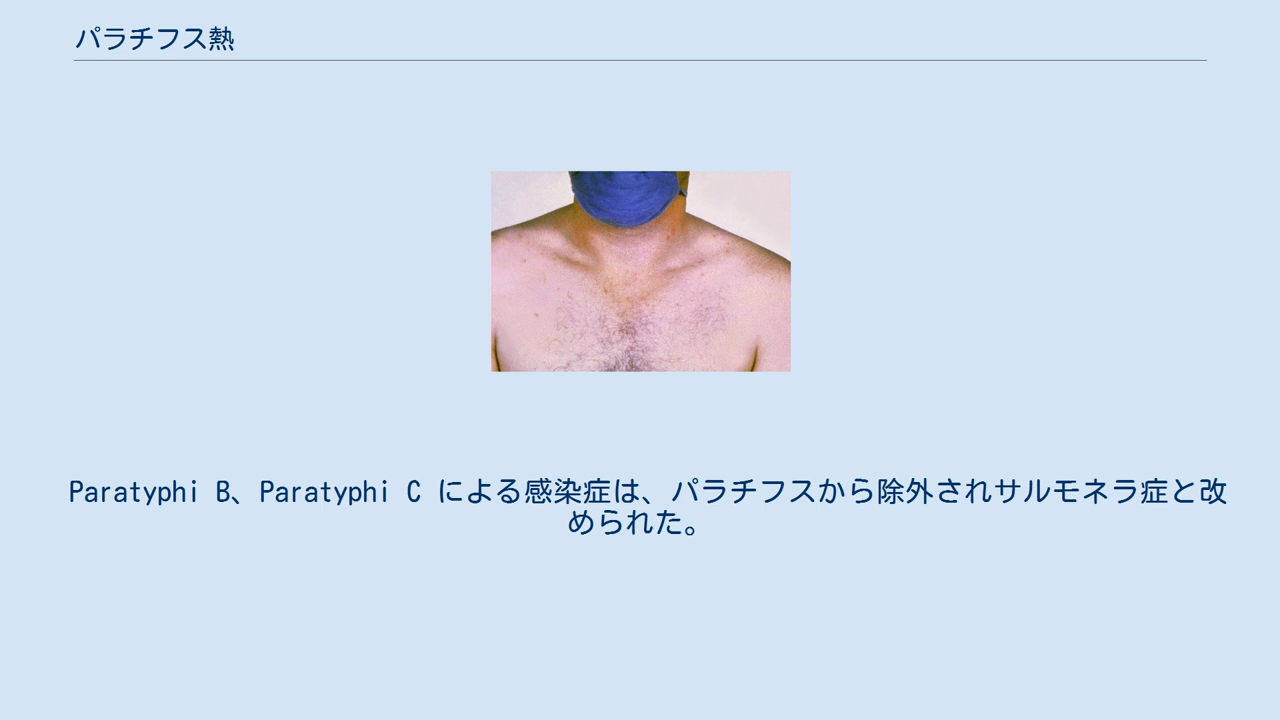 パラチフス熱
Paratyphi B、Paratyphi C による感染症は、パラチフスから除外されサルモネラ症と改
められた。